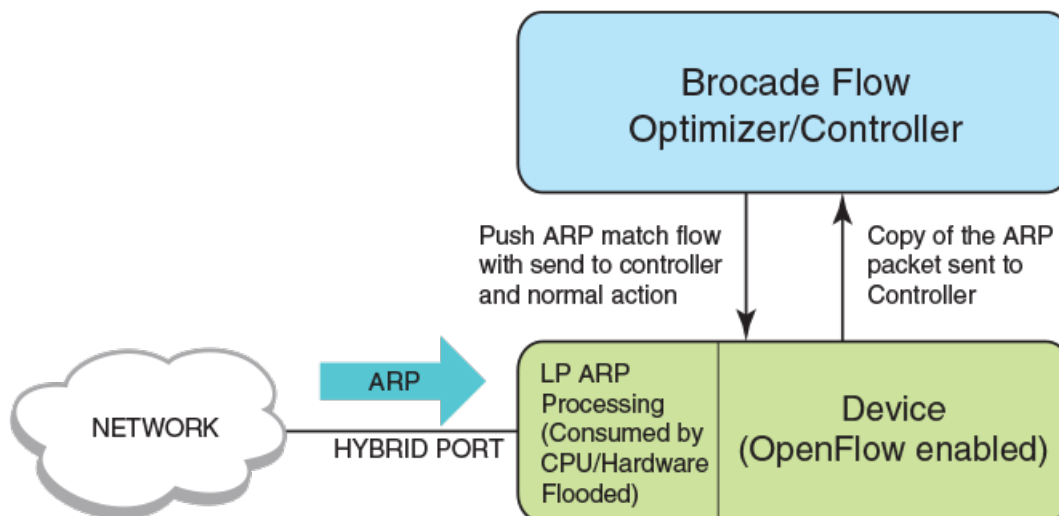 Brocade Flow
Optimizer/Controller
Push ARP match flow
with send to controller
and normal action
Copy of the ARP
packet sent to
Controller
ARP
NETWORK
HYBRID PORT
LP ARP
Processing
(Consumed by
CPU/Hardware
Flooded)
Device
(OpenFlow enabled)